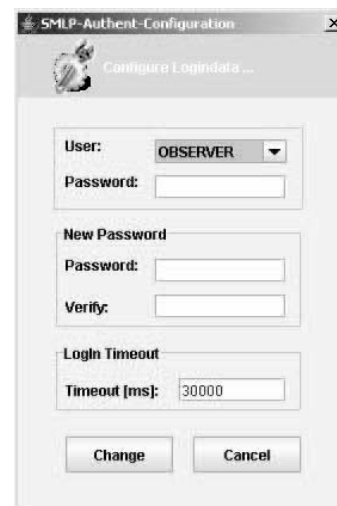 SMLP-Authent-Configuration
Configure Logindata ...
User: OBSERVER
Password:
New Password
Password:
Verify:
LogIn Timeout
Timeout [ms]: 30000
Change Cancel